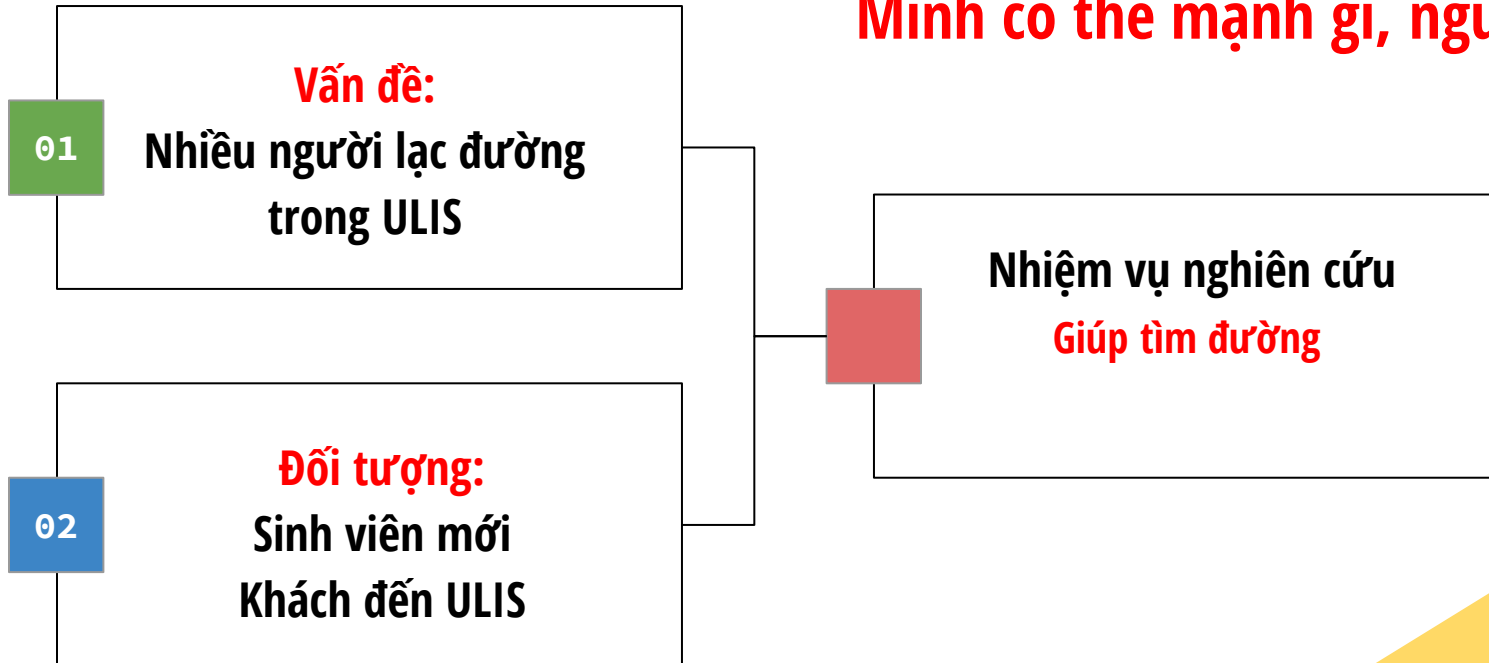 Mình có thế mạnh gì,
01
Vấn đề:
Nhiều người lạc đường
trong ULIS
Nhiệm vụ nghiên cứu
Giúp tìm đường
02
Đối tượng:
Sinh viên mới
Khách đến ULIS